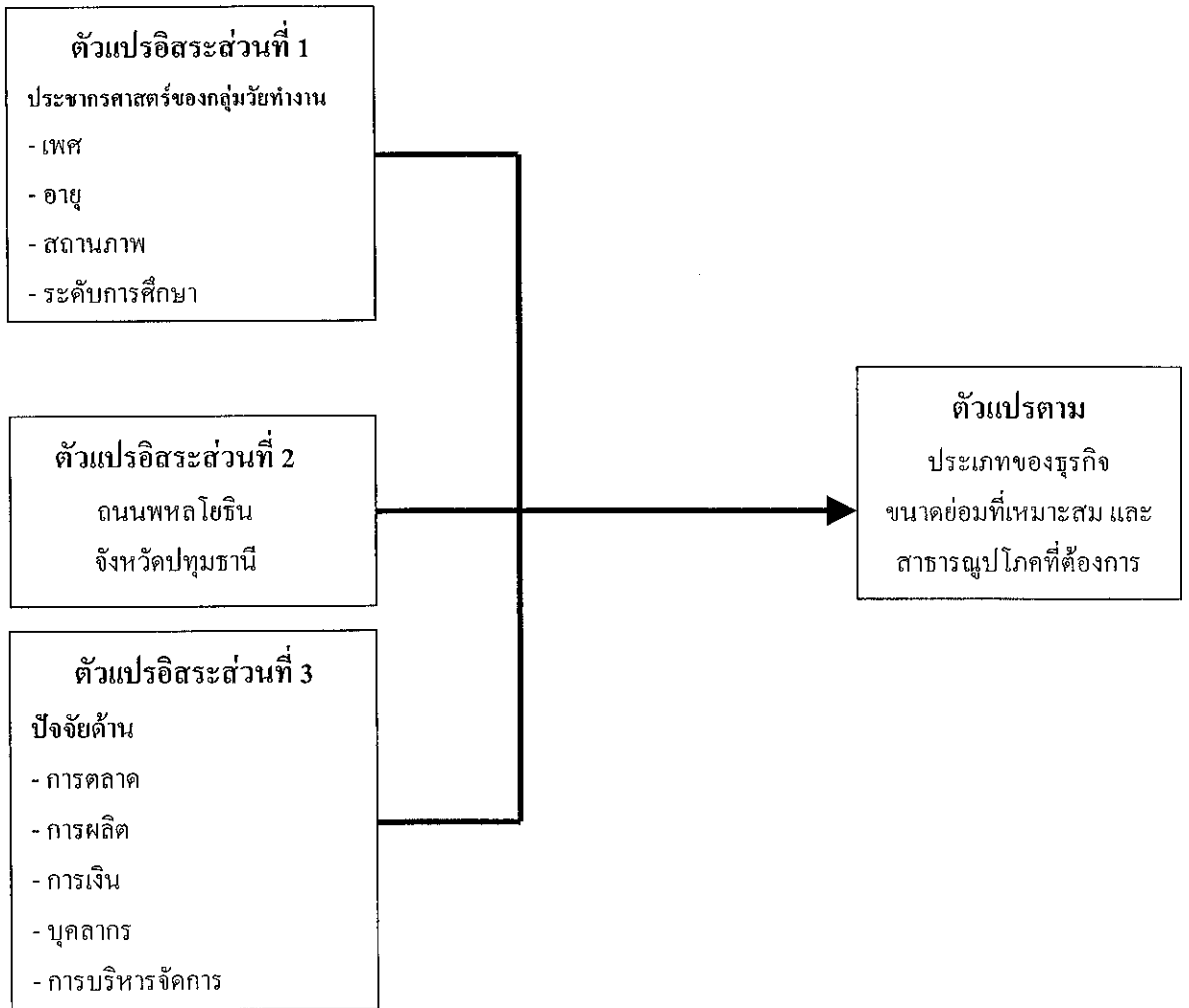 ตัวแปรอิสระส่วนที่ 1
ประชากรศาสตร์ของกลุ่มวัยทำงาน
- เพศ
- อายุ
- สถานภาพ
- ระดับการศึกษา
ตัวแปรอิสระส่วนที่ 2
ถนนพหลโยธิน
จังหวัดปทุมธานี
ตัวแปรอิสระส่วนที่ 3
ปัจจัยด้าน
- การตลาด
- การผลิต
- การเงิน
- บุคลากร
- การบริหารจัดการ
ตัวแปรตาม
ประเภทของธุรกิจ
ขนาดย่อมที่เหมาะสม และ
สาธารณูปโภคที่ต้องการ